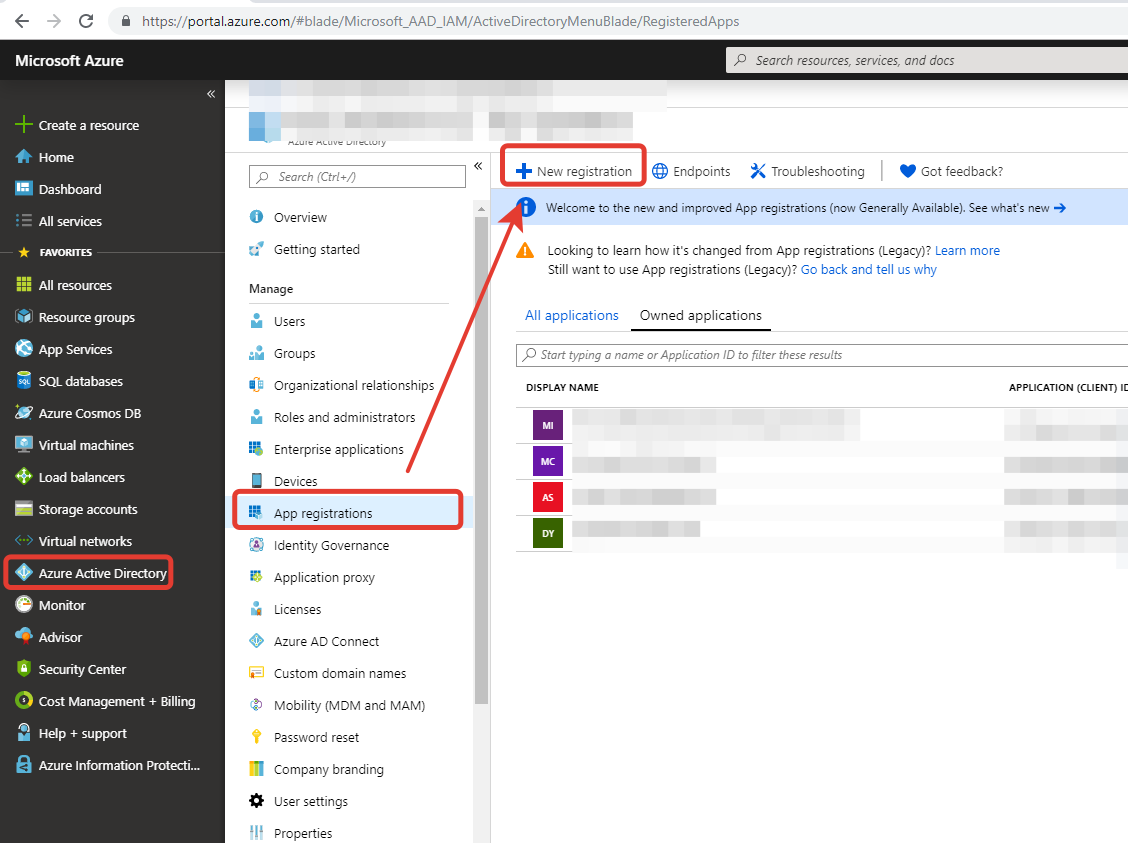 https://portal.azure.com/#blade/Microsoft_AAD_IAM/ActiveDirectoryMenuBlade/RegisteredApps
Microsoft Azure
Search resources, services, and docs
«
Create a resource
Home
Dashboard
All services
FAVORITES
All resources
Resource groups
App Services
SQL databases
Azure Cosmos DB
Virtual machines
Load balancers
Storage accounts
Virtual networks
Azure Active Directory
Monitor
Advisor
Security Center
Cost Management + Billing
Help + support
Azure Information Protecti...
Azure Active Directory
Search (Ctrl+/)
«
Overview
Getting started
Manage
Users
Groups
Organizational relationships
Roles and administrators
Enterprise applications
Devices
App registrations
Identity Governance
Application proxy
Licenses
Azure AD Connect
Custom domain names
Mobility (MDM and MAM)
Password reset
Company branding
User settings
Properties
New registration Endpoints Troubleshooting Got feedback?
Welcome to the new and improved App registrations (now Generally Available). See what's new →
Looking to learn how it's changed from App registrations (Legacy)? Learn more
Still want to use App registrations (Legacy)? Go back and tell us why
All applications Owned applications
Start typing a name or Application ID to filter these results
DISPLAY NAME APPLICATION (CLIENT) ID
MI
MC
AS
DY